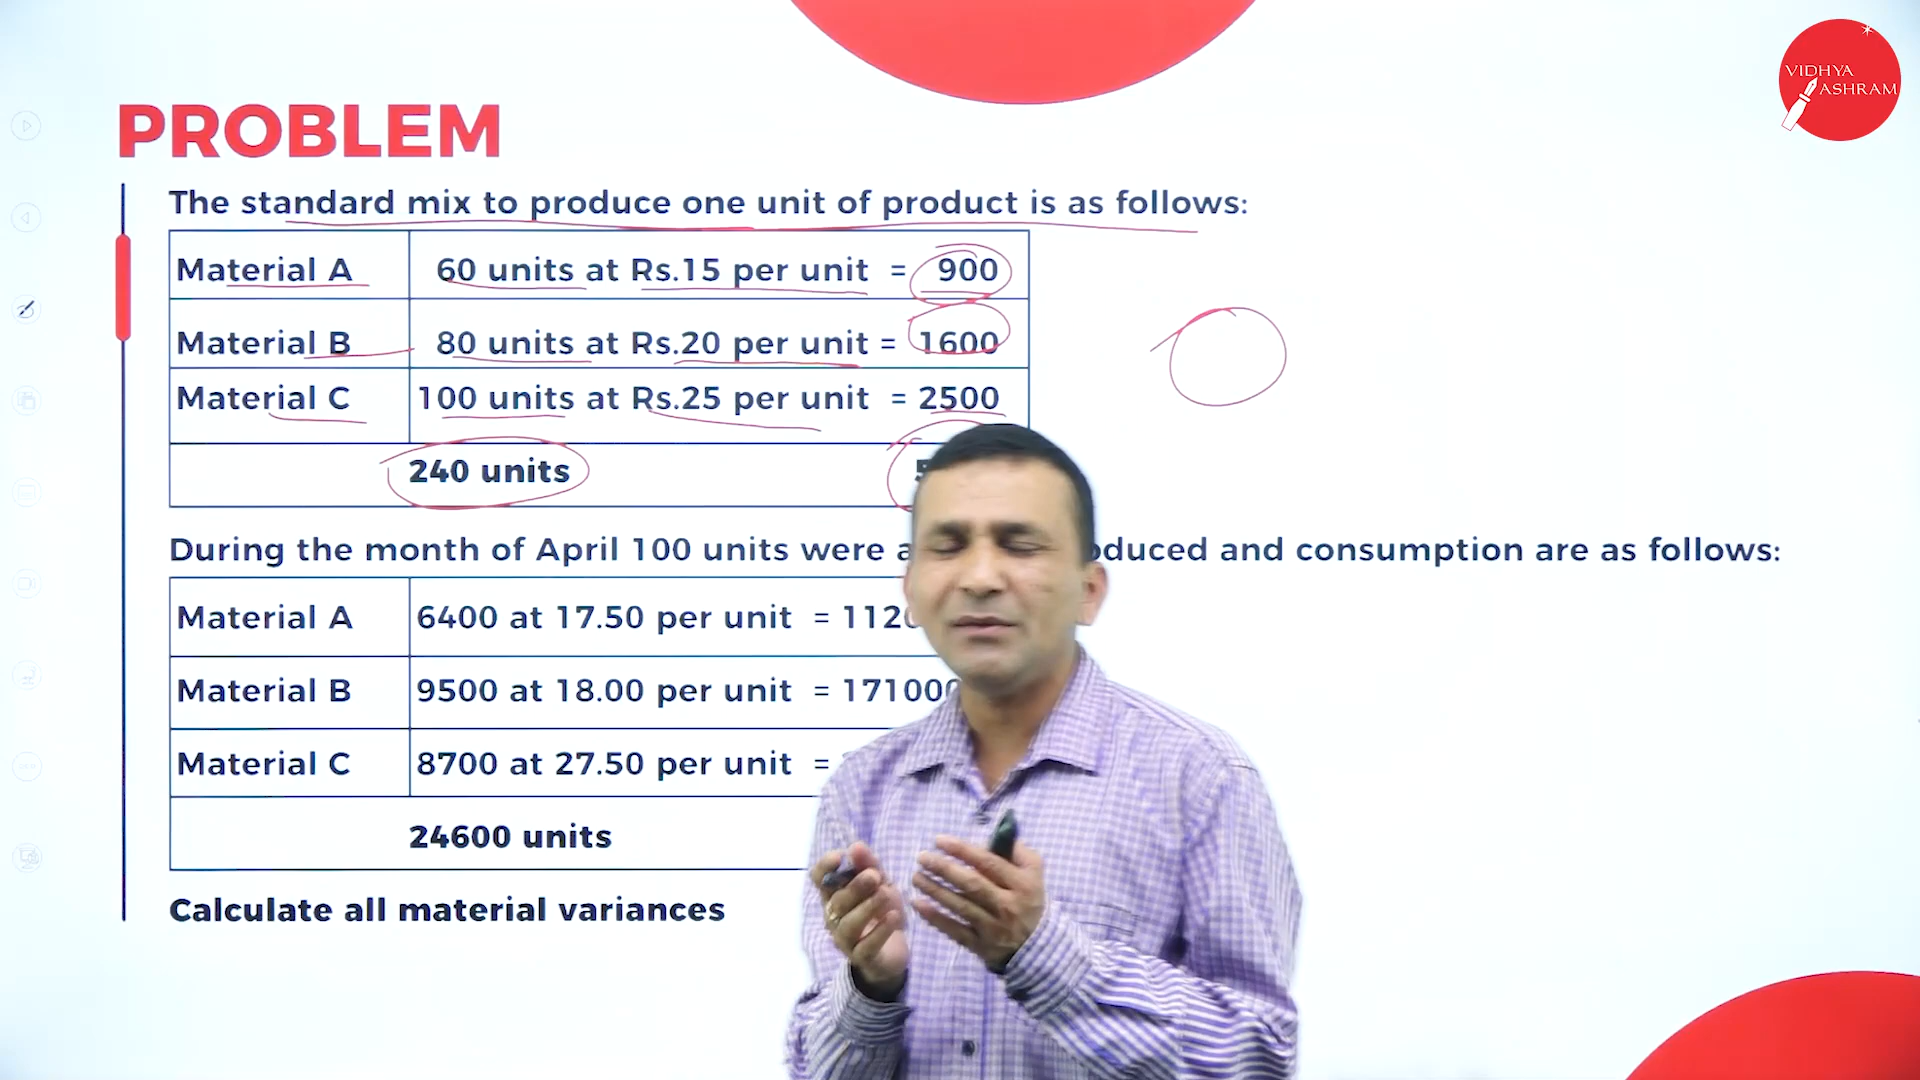 VIDHYA
ASHRAM
PROBLEM
The standard mix to produce one unit of product is as follows:
Material A 60 units at Rs.15 per unit = 900
Material B 80 units at Rs.20 per unit = 1600
Material C 100 units at Rs.25 per unit = 2500
240 units
During the month of April 100 units were and consumption are as follows:
Material A 6400 at 17.50 per unit =
Material B 9500 at 18.00 per unit = 171000
Material C 8700 at 27.50 per unit =
24600 units
Calculate all material variances